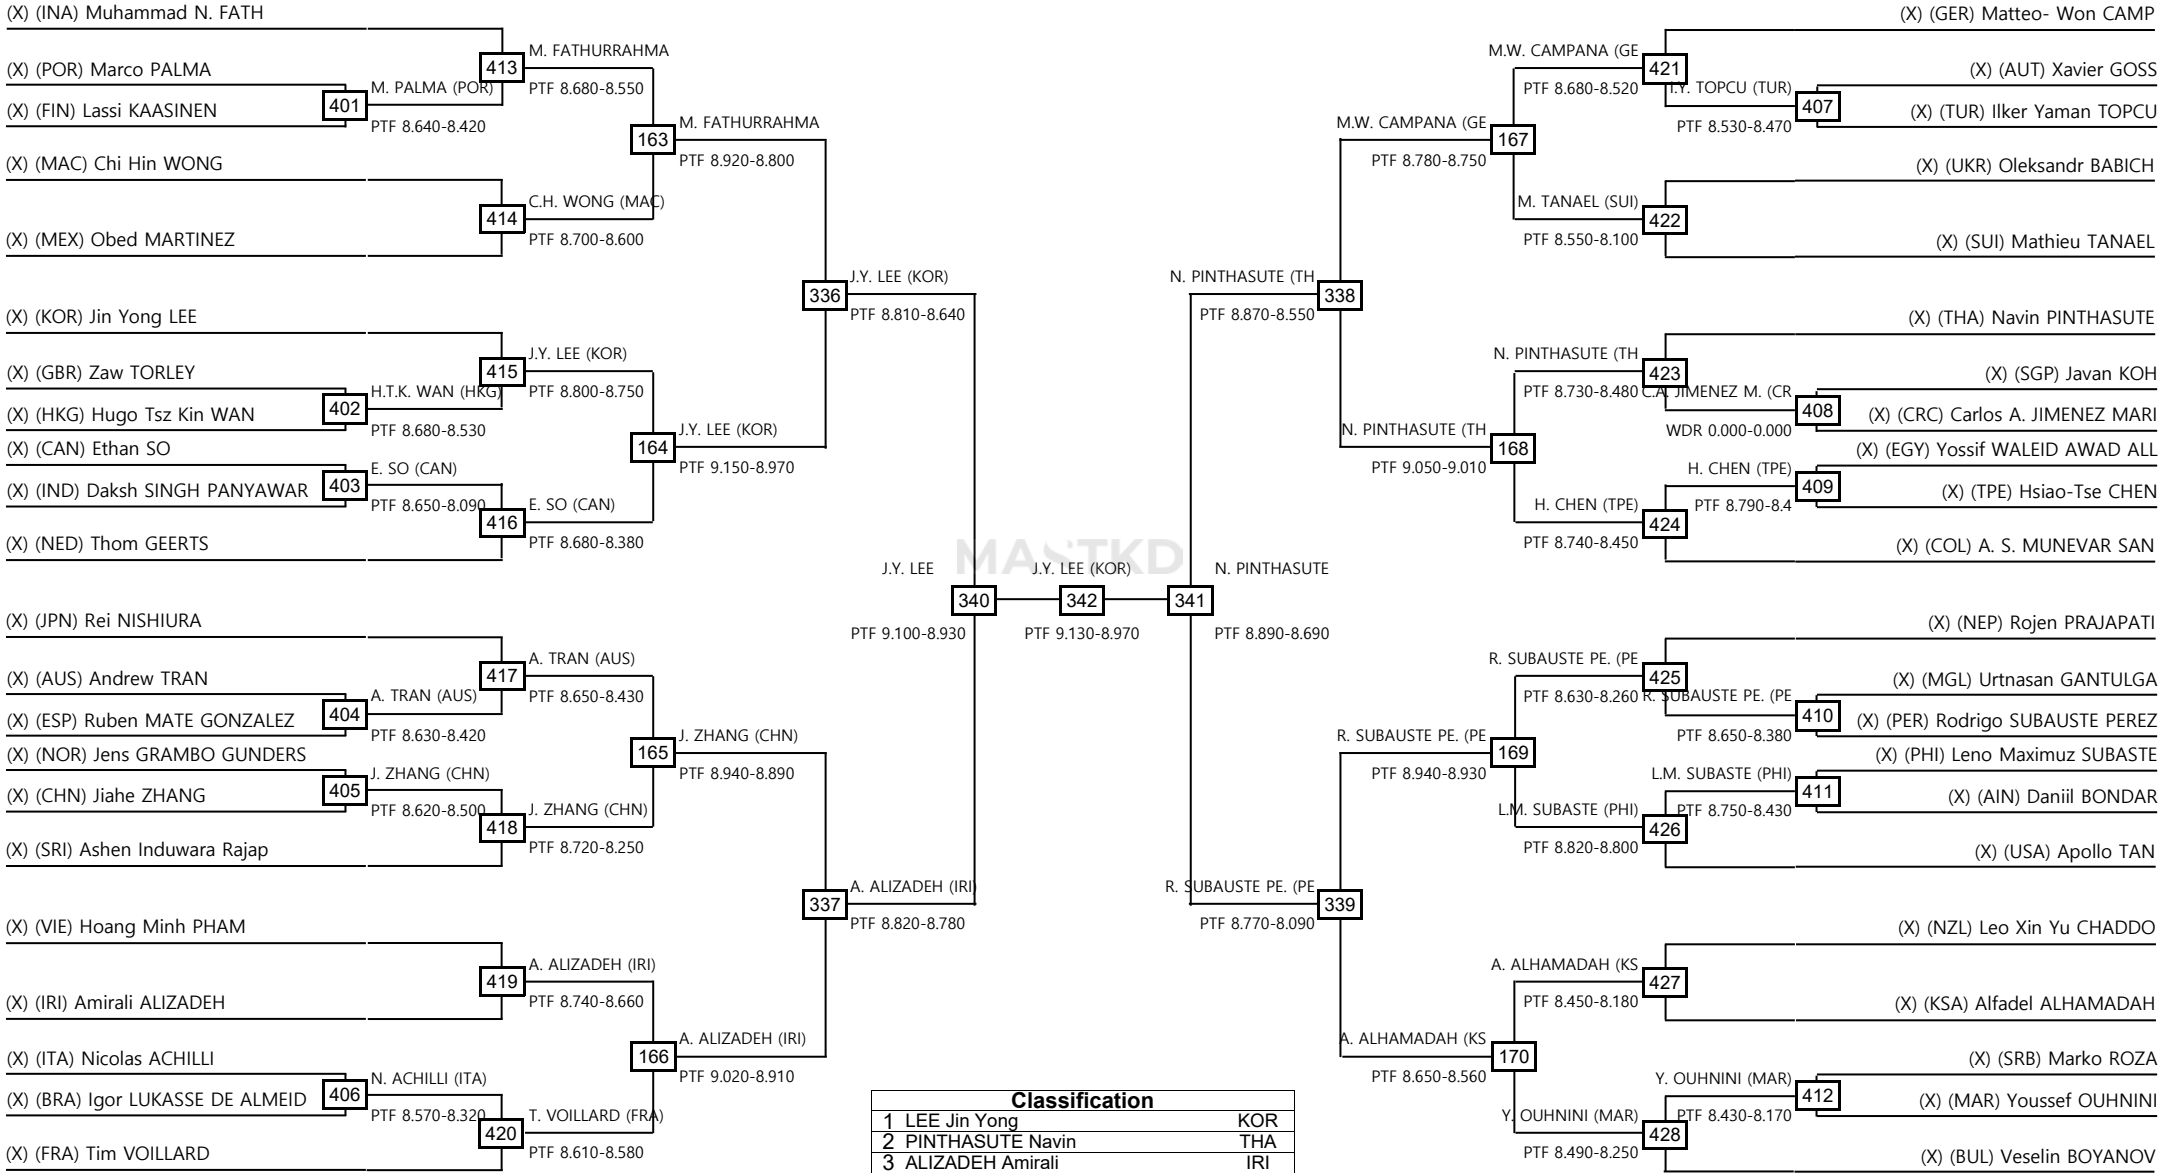 (X) (INA) Muhammad N. FATH
(X) (POR) Marco PALMA
(X) (FIN) Lassi KAASINEN
(X) (MAC) Chi Hin WONG
(X) (MEX) Obed MARTINEZ
(X) (KOR) Jin Yong LEE
(X) (GBR) Zaw TORLEY
(X) (HKG) Hugo Tsz Kin WAN
(X) (CAN) Ethan SO
(X) (IND) Daksh SINGH PANYAWAR
(X) (NED) Thom GEERTS
(X) (JPN) Rei NISHIURA
(X) (AUS) Andrew TRAN
(X) (ESP) Ruben MATE GONZALEZ
(X) (NOR) Jens GRAMBO GUNDERS
(X) (CHN) Jiahe ZHANG
(X) (SRI) Ashen Induwara Rajap
(X) (VIE) Hoang Minh PHAM
(X) (IRI) Amirali ALIZADEH
(X) (ITA) Nicolas ACHILLI
(X) (BRA) Igor LUKASSE DE ALMEID
(X) (FRA) Tim VOILLARD
401
M. PALMA (POR)
PTF 8.640-8.420
402
H.T.K. WAN (HKG)
PTF 8.680-8.530
403
E. SO (CAN)
PTF 8.650-8.090
404
A. TRAN (AUS)
PTF 8.630-8.420
405
J. ZHANG (CHN)
PTF 8.620-8.500
406
N. ACHILLI (ITA)
PTF 8.570-8.320
413
M. FATHURRAHMA
PTF 8.680-8.550
414
C.H. WONG (MAC)
PTF 8.700-8.600
415
J.Y. LEE (KOR)
PTF 8.800-8.750
416
E. SO (CAN)
PTF 8.680-8.380
417
A. TRAN (AUS)
PTF 8.650-8.430
418
J. ZHANG (CHN)
PTF 8.720-8.250
419
A. ALIZADEH (IRI)
PTF 8.740-8.660
420
T. VOILLARD (FRA)
PTF 8.610-8.580
163
M. FATHURRAHMA
PTF 8.920-8.800
164
J.Y. LEE (KOR)
PTF 9.150-8.970
165
J. ZHANG (CHN)
PTF 8.940-8.890
166
A. ALIZADEH (IRI)
PTF 9.020-8.910
336
J.Y. LEE (KOR)
PTF 8.810-8.640
337
A. ALIZADEH (IRI)
PTF 8.820-8.780
MASTKD
J.Y. LEE
340
PTF 9.100-8.930
J.Y. LEE (KOR)
342
PTF 9.130-8.970
N. PINTHASUTE
341
PTF 8.890-8.690
N. PINTHASUTE (TH
338
PTF 8.870-8.550
R. SUBAUSTE PE. (PE
339
PTF 8.770-8.090
M.W. CAMPANA (GE
167
PTF 8.780-8.750
N. PINTHASUTE (TH
168
PTF 9.050-9.010
R. SUBAUSTE PE. (PE
169
PTF 8.940-8.930
A. ALHAMADAH (KS
170
PTF 8.650-8.560
M.W. CAMPANA (GE
421
PTF 8.680-8.520
M. TANAEL (SUI)
422
PTF 8.550-8.100
N. PINTHASUTE (TH
423
PTF 8.730-8.480
H. CHEN (TPE)
424
PTF 8.740-8.450
R. SUBAUSTE PE. (PE
425
PTF 8.630-8.260
L.M. SUBASTE (PHI)
426
PTF 8.820-8.800
A. ALHAMADAH (KS
427
PTF 8.450-8.180
Y. OUHNINI (MAR)
428
PTF 8.490-8.250
I.Y. TOPCU (TUR)
407
PTF 8.530-8.470
C.A. JIMENEZ M. (CR
408
WDR 0.000-0.000
H. CHEN (TPE)
409
PTF 8.790-8.4
R. SUBAUSTE PE. (PE
410
PTF 8.650-8.380
L.M. SUBASTE (PHI)
411
PTF 8.750-8.430
Y. OUHNINI (MAR)
412
PTF 8.430-8.170
(X) (GER) Matteo- Won CAMP
(X) (AUT) Xavier GOSS
(X) (TUR) Ilker Yaman TOPCU
(X) (UKR) Oleksandr BABICH
(X) (SUI) Mathieu TANAEL
(X) (THA) Navin PINTHASUTE
(X) (SGP) Javan KOH
(X) (CRC) Carlos A. JIMENEZ MARI
(X) (EGY) Yossif WALEID AWAD ALL
(X) (TPE) Hsiao-Tse CHEN
(X) (COL) A. S. MUNEVAR SAN
(X) (NEP) Rojen PRAJAPATI
(X) (MGL) Urtnasan GANTULGA
(X) (PER) Rodrigo SUBAUSTE PEREZ
(X) (PHI) Leno Maximuz SUBASTE
(X) (AIN) Daniil BONDAR
(X) (USA) Apollo TAN
(X) (NZL) Leo Xin Yu CHADDO
(X) (KSA) Alfadel ALHAMADAH
(X) (SRB) Marko ROZA
(X) (MAR) Youssef OUHNINI
(X) (BUL) Veselin BOYANOV
Classification
1 LEE Jin Yong KOR
2 PINTHASUTE Navin THA
3 ALIZADEH Amirali IRI